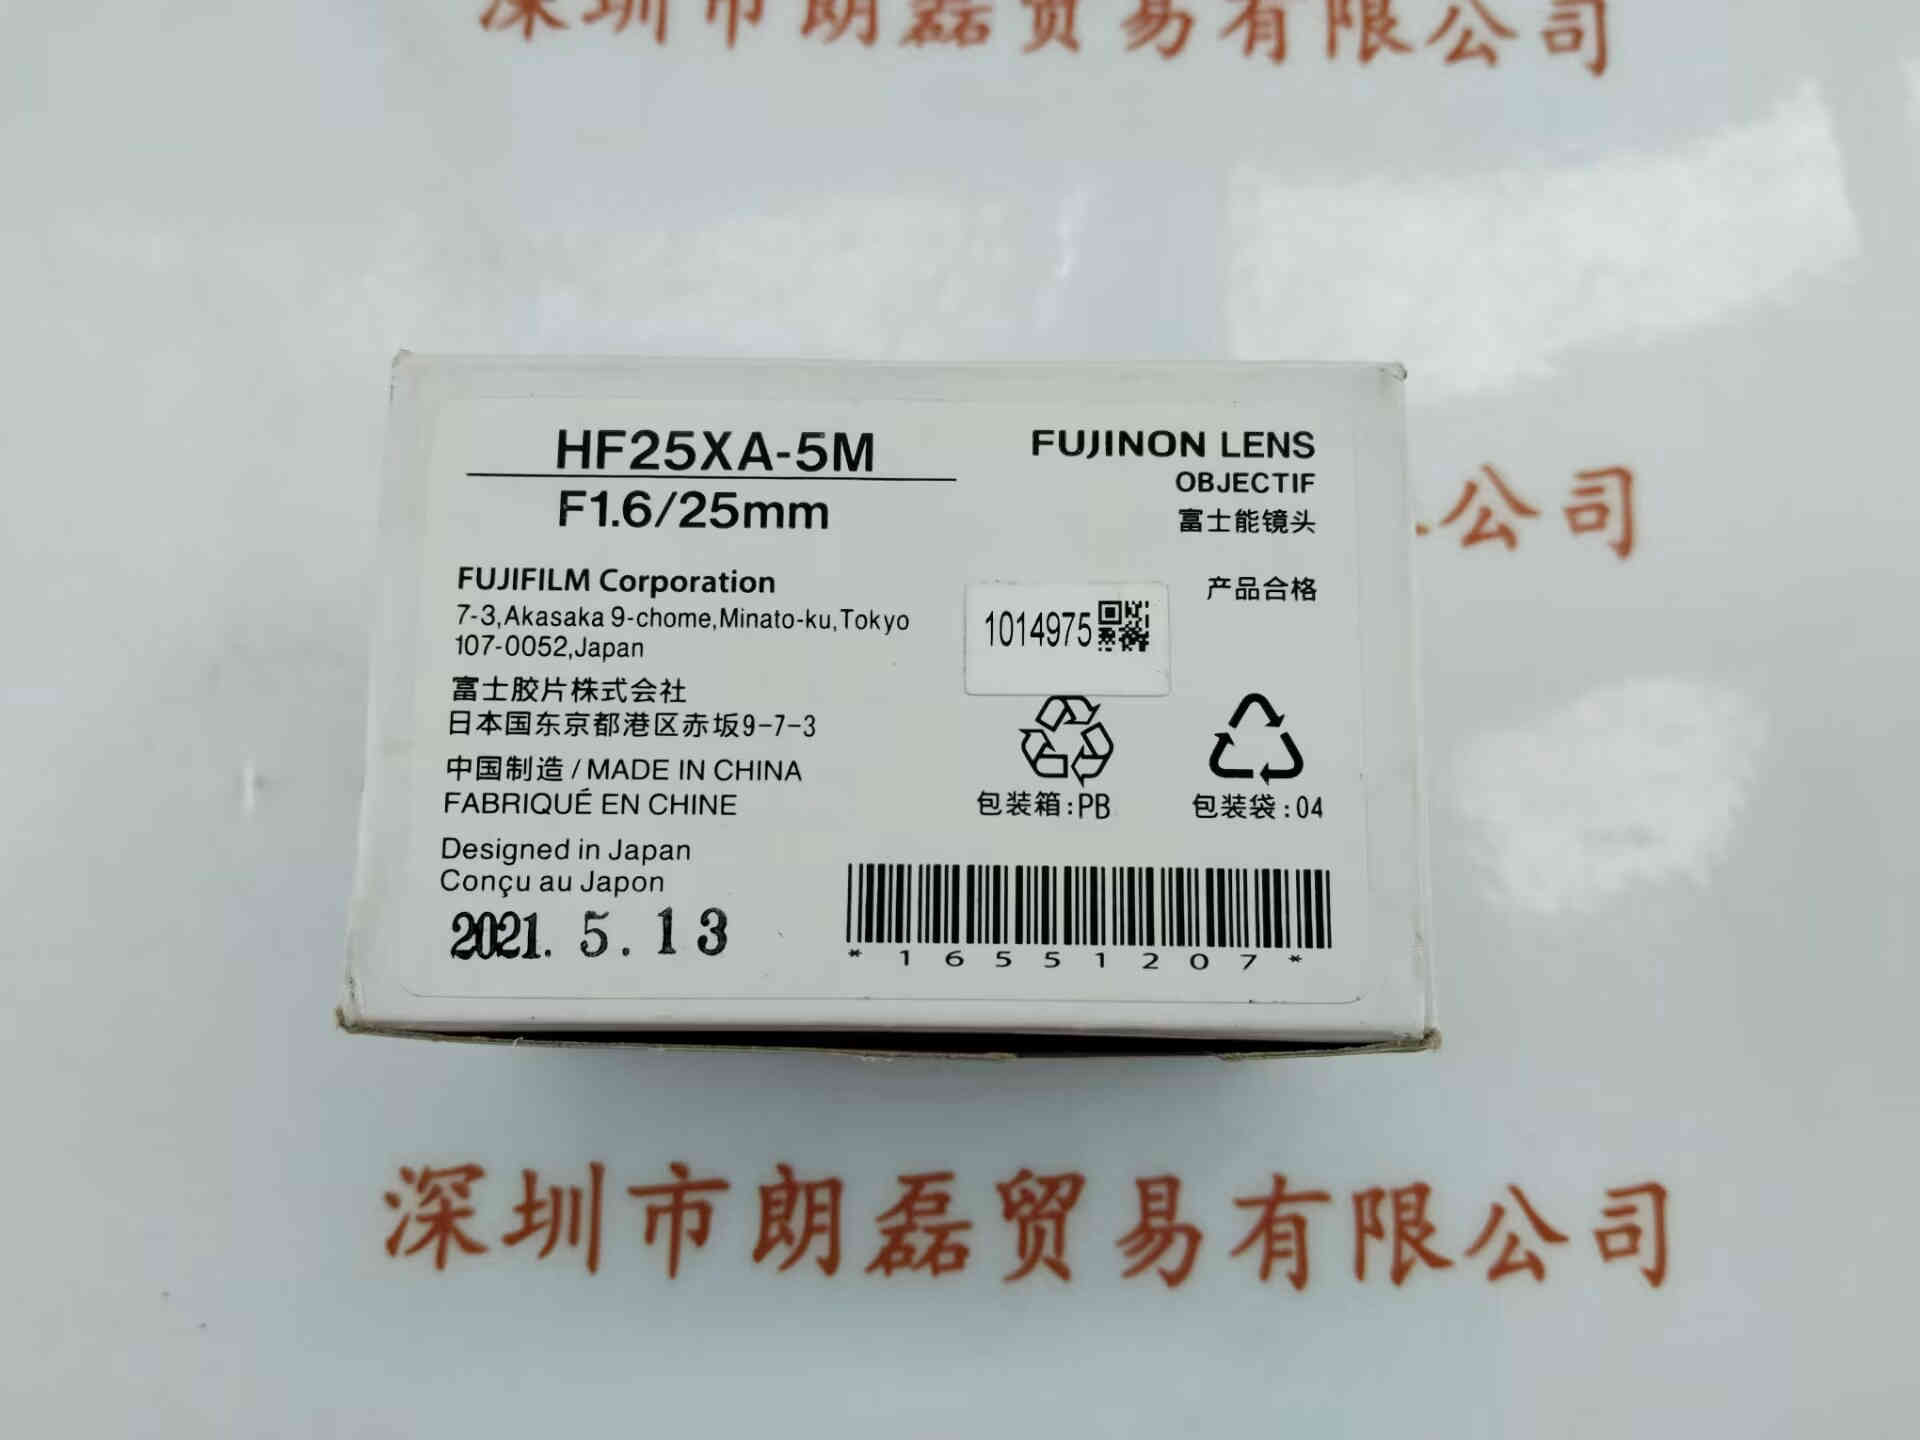 深圳市朗磊贸易有限公司
HF25XA-5M
F1.6/25mm
FUJINON LENS
OBJECTIF
富士能镜头
产品合格
公司
FUJIFILM Corporation
7-3,Akasaka 9-chome,Minato-ku,Tokyo
107-0052,Japan
1014975
富士胶片株式会社
日本国东京都港区赤坂9-7-3
中国制造/MADE IN CHINA
FABRIQUÉ EN CHINE
包装箱:PB
包装袋:04
Designed in Japan
Conçu au Japon
2021.5.13
*16551207*
深圳市朗磊贸易有限公司